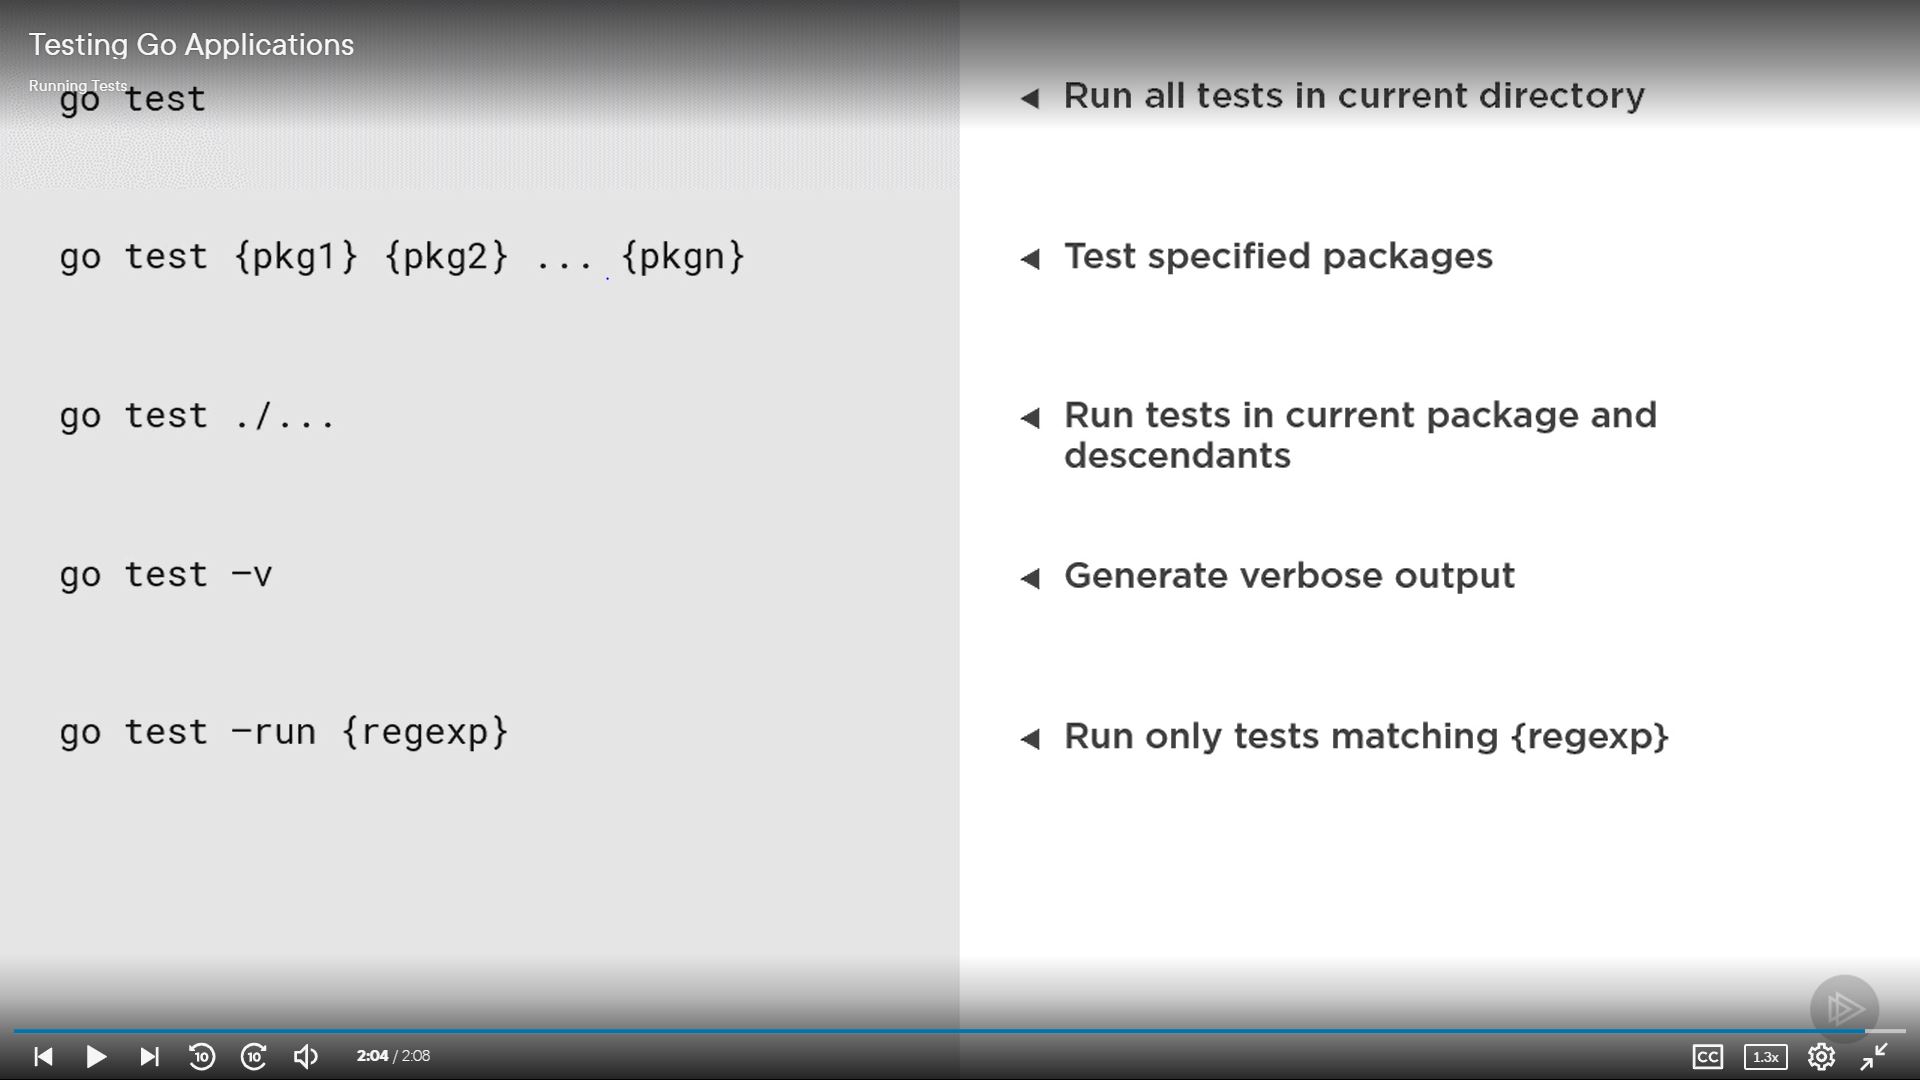 Testing Go Applications
Running Tests
go test
Run all tests in current directory
go test {pkg1} {pkg2} ... {pkgn}
Test specified packages
go test ./...
Run tests in current package and
descendants
go test –v
Generate verbose output
go test –run {regexp}
Run only tests matching {regexp}
10
10
2:04 / 2:08
CC
1.3x